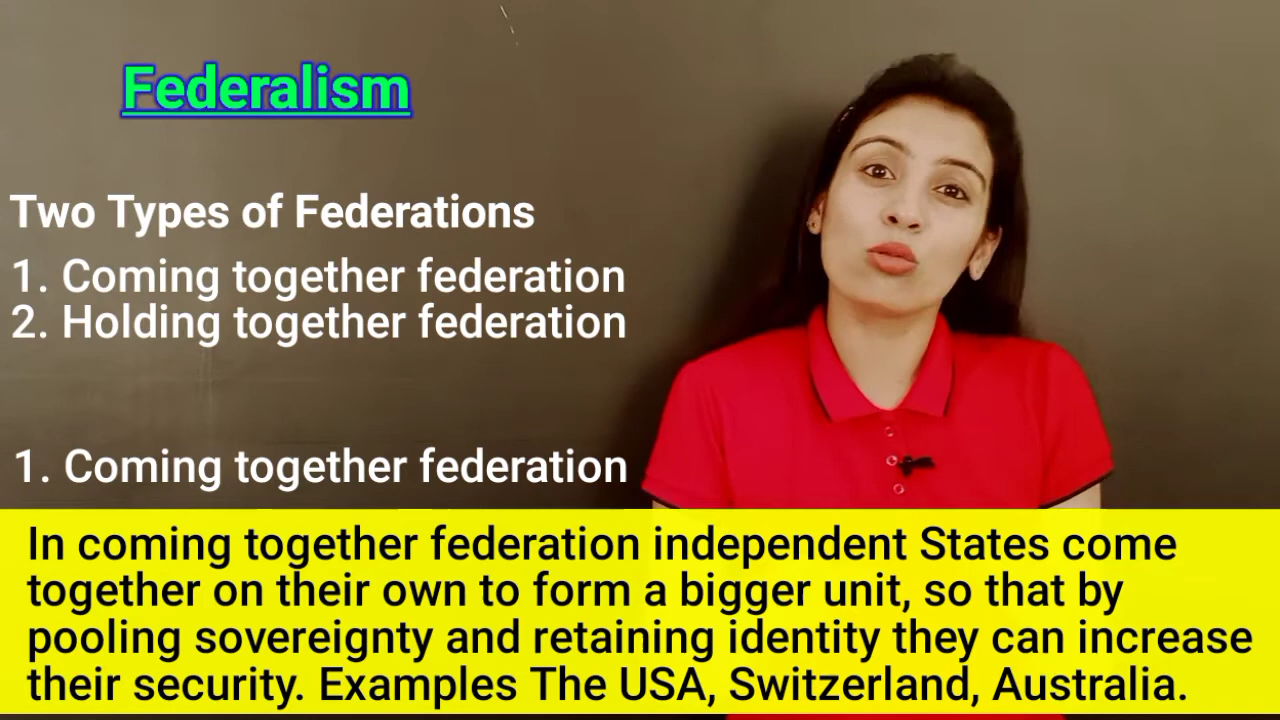 Federalism
Two Types of Federations
1. Coming together federation
2. Holding together federation
1. Coming together federation
In coming together federation independent States come
together on their own to form a bigger unit, so that by
pooling sovereignty and retaining identity they can increase
their security. Examples The USA, Switzerland, Australia.